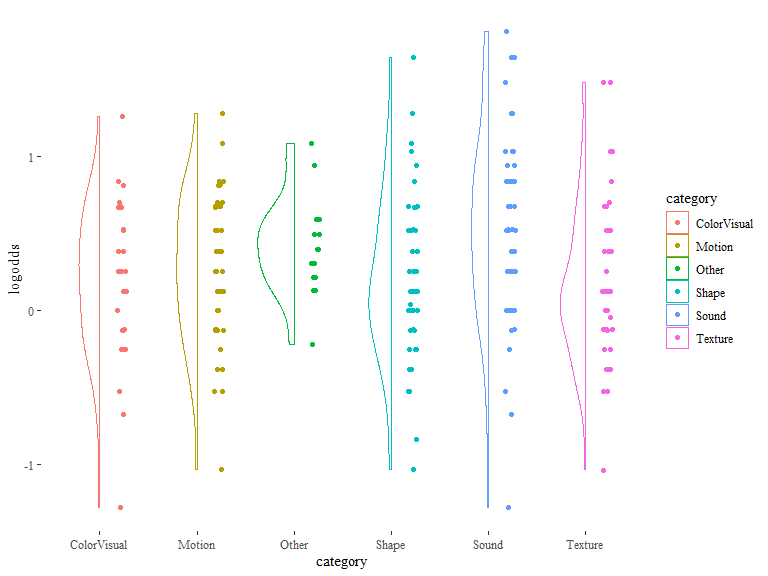 1
0
-1
logodds
ColorVisual
Motion
Other
Shape
Sound
Texture
category
category
ColorVisual
Motion
Other
Shape
Sound
Texture